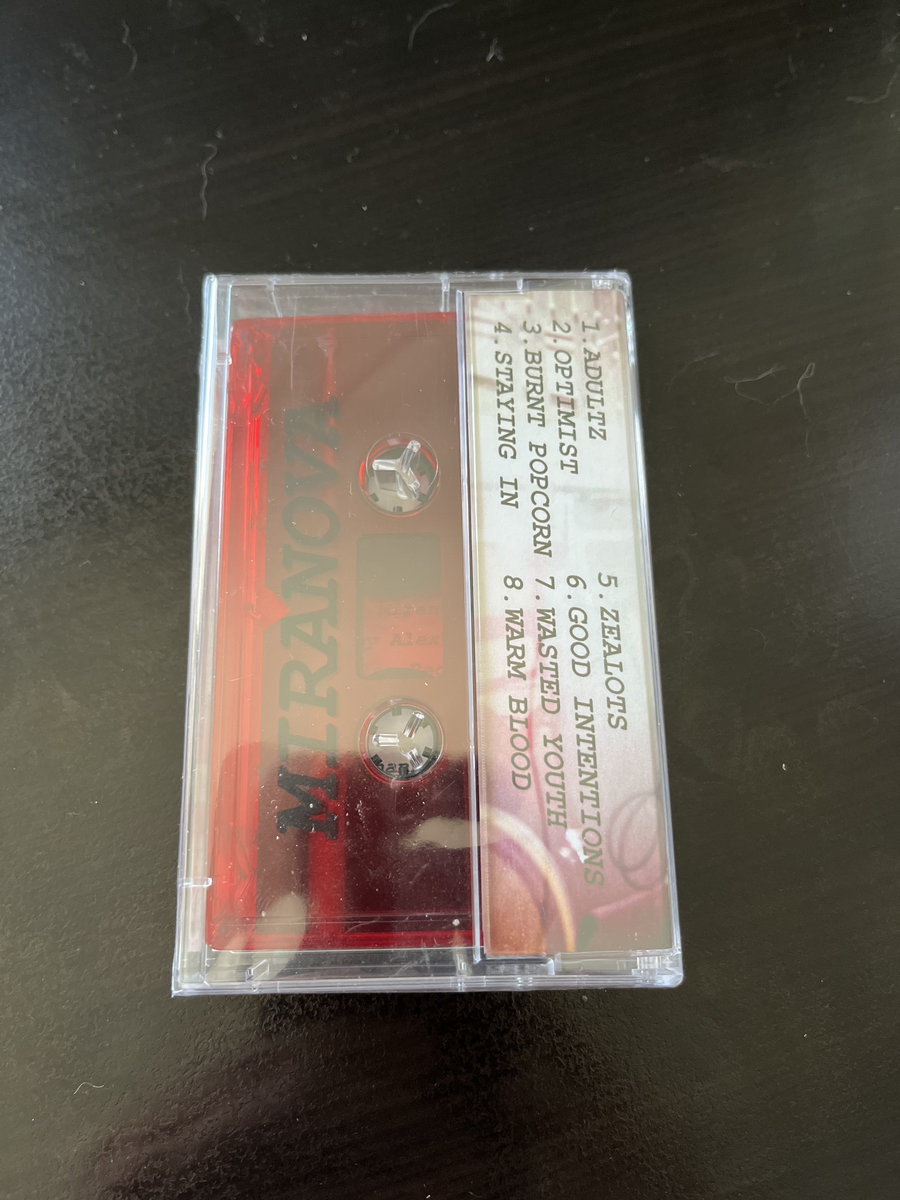 MIRANOVA
1.ADULTZ
2.OPTIMIST
3.BURNT POPCORN
4.STAYING IN
5.ZEALOTS
6.GOOD INTENTIONS
7.WASTED YOUTH
8.WARM BLOOD